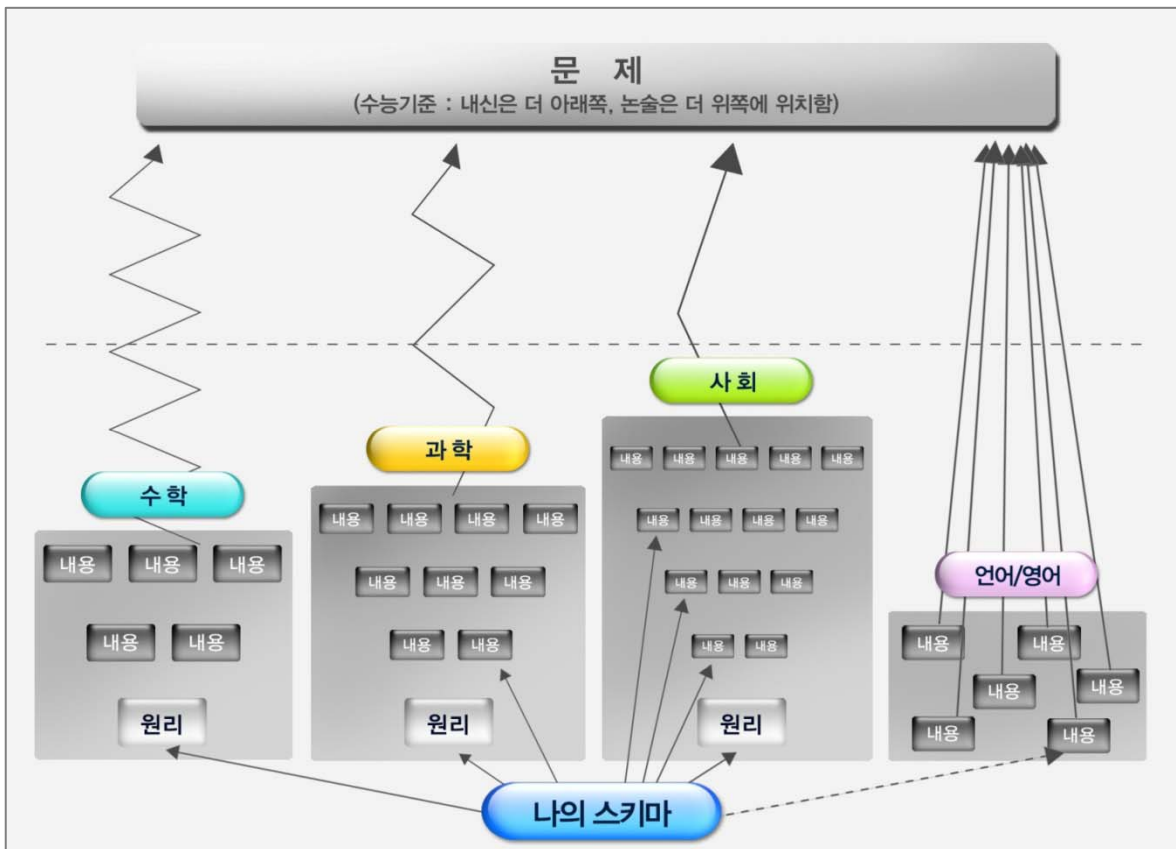 문 제
(수능기준 : 내신은 더 아래쪽, 논술은 더 위쪽에 위치함)
수 학
내용 내용 내용
내용 내용
원리
과 학
내용 내용 내용 내용
내용 내용 내용
내용 내용
원리
사 회
내용 내용 내용 내용 내용
내용 내용 내용 내용
내용 내용 내용
내용 내용
원리
언어/영어
내용 내용
내용 내용
내용 내용
나의 스키마